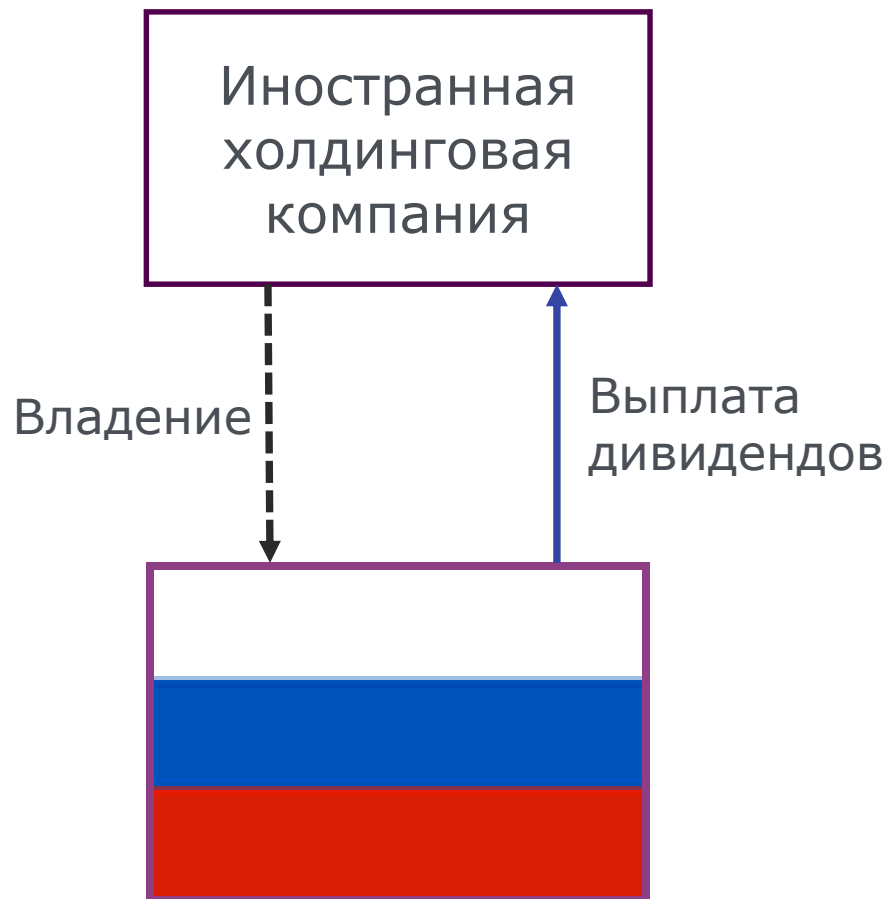 Иностранная
холдинговая
компания
Владение
Выплата
дивидендов